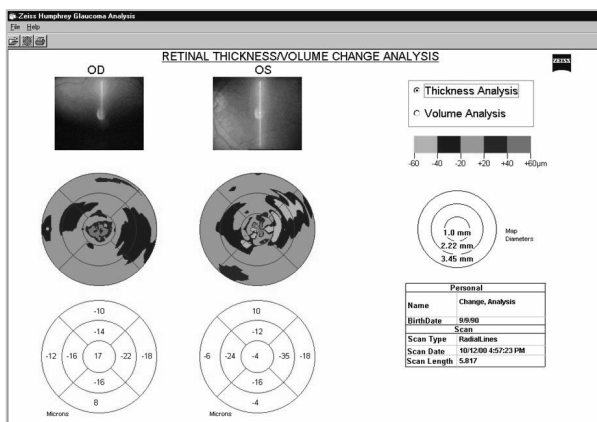 Zeiss Humphrey Glaucoma Analysis
File Help
RETINAL THICKNESS/VOLUME CHANGE ANALYSIS
OD OS
ZEISS
Thickness Analysis
Volume Analysis
-60 -40 -20 +20 +40 +60µm
1.0 mm
2.22 mm
3.45 mm
Map
Diameters
-10
-14
-12 -16 17 -22 -18
-16
8
Microns
10
-12
-6 -24 -4 -35 -18
-16
-4
Microns
Personal
Name Change, Analysis
BirthDate 9/9/90
Scan
Scan Type RadialLines
Scan Date 10/12/00 4:57:23 PM
Scan Length 5.817